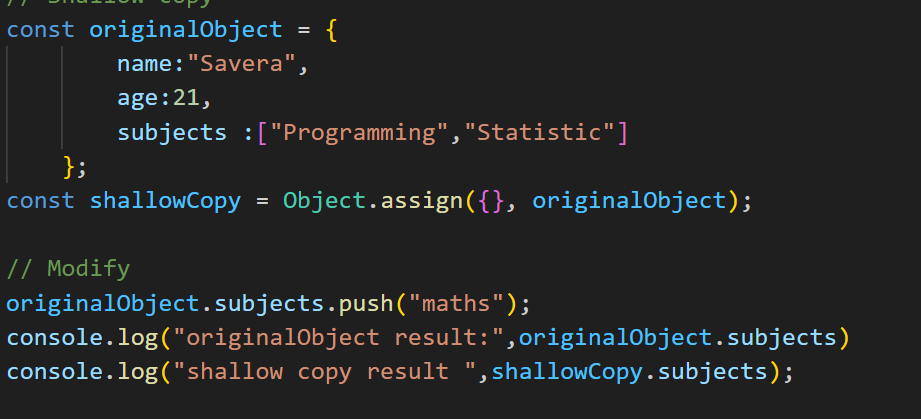 // Shallow copy
const originalObject = {
name:"Savera",
age:21,
subjects :["Programming","Statistic"]
};
const shallowCopy = Object.assign({}, originalObject);
// Modify
originalObject.subjects.push("maths");
console.log("originalObject result:",originalObject.subjects)
console.log("shallow copy result ",shallowCopy.subjects);